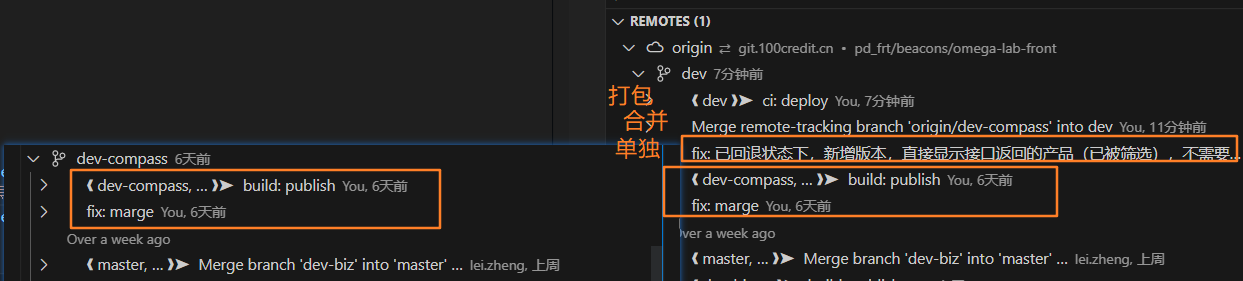 REMOTES (1)
origin ⇄ git.100credit.cn • pd_frt/beacons/omega-lab-front
dev 7分钟前
打包
⟪ dev ⟫➤ ci: deploy You, 7分钟前
合并
Merge remote-tracking branch 'origin/dev-compass' into dev You, 11分钟前
单独
fix: 已回退状态下，新增版本，直接显示接口返回的产品（已被筛选），不需要...
⟪ dev-compass, ... ⟫➤ build: publish You, 6天前
fix: marge You, 6天前
Over a week ago
⟪ master, ... ⟫➤ Merge branch 'dev-biz' into 'master' ... lei.zheng, 上周
dev-compass 6天前
⟪ dev-compass, ... ⟫➤ build: publish You, 6天前
fix: marge You, 6天前
Over a week ago
⟪ master, ... ⟫➤ Merge branch 'dev-biz' into 'master' ... lei.zheng, 上周